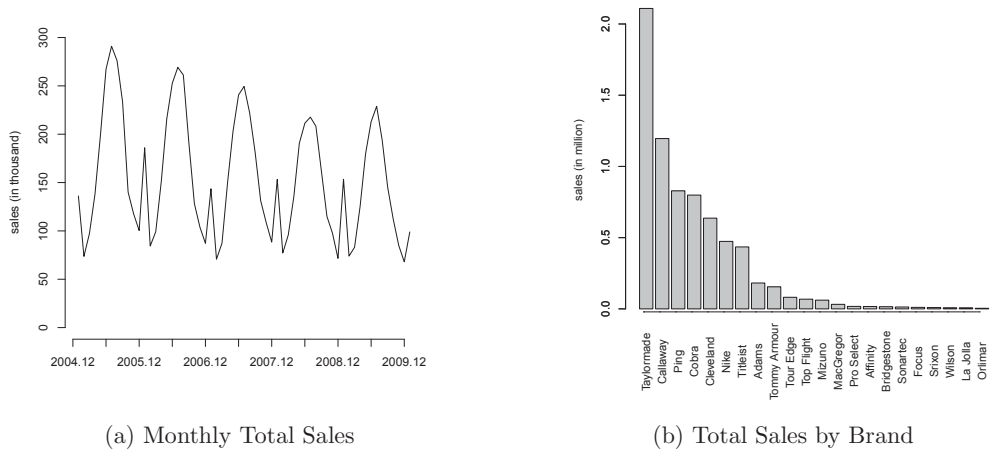 sales (in thousand)
300
250
200
150
100
50
0
2004.12 2005.12 2006.12 2007.12 2008.12 2009.12
(a) Monthly Total Sales
sales (in million)
2.0
1.5
1.0
0.5
0.0
Taylormade
Callaway
Ping
Cobra
Cleveland
Nike
Titleist
Adams
Tommy Armour
Tour Edge
Top Flight
Mizuno
MacGregor
Pro Select
Affinity
Bridgestone
Sonartec
Focus
Srixon
Wilson
La Jolla
Orlimar
(b) Total Sales by Brand